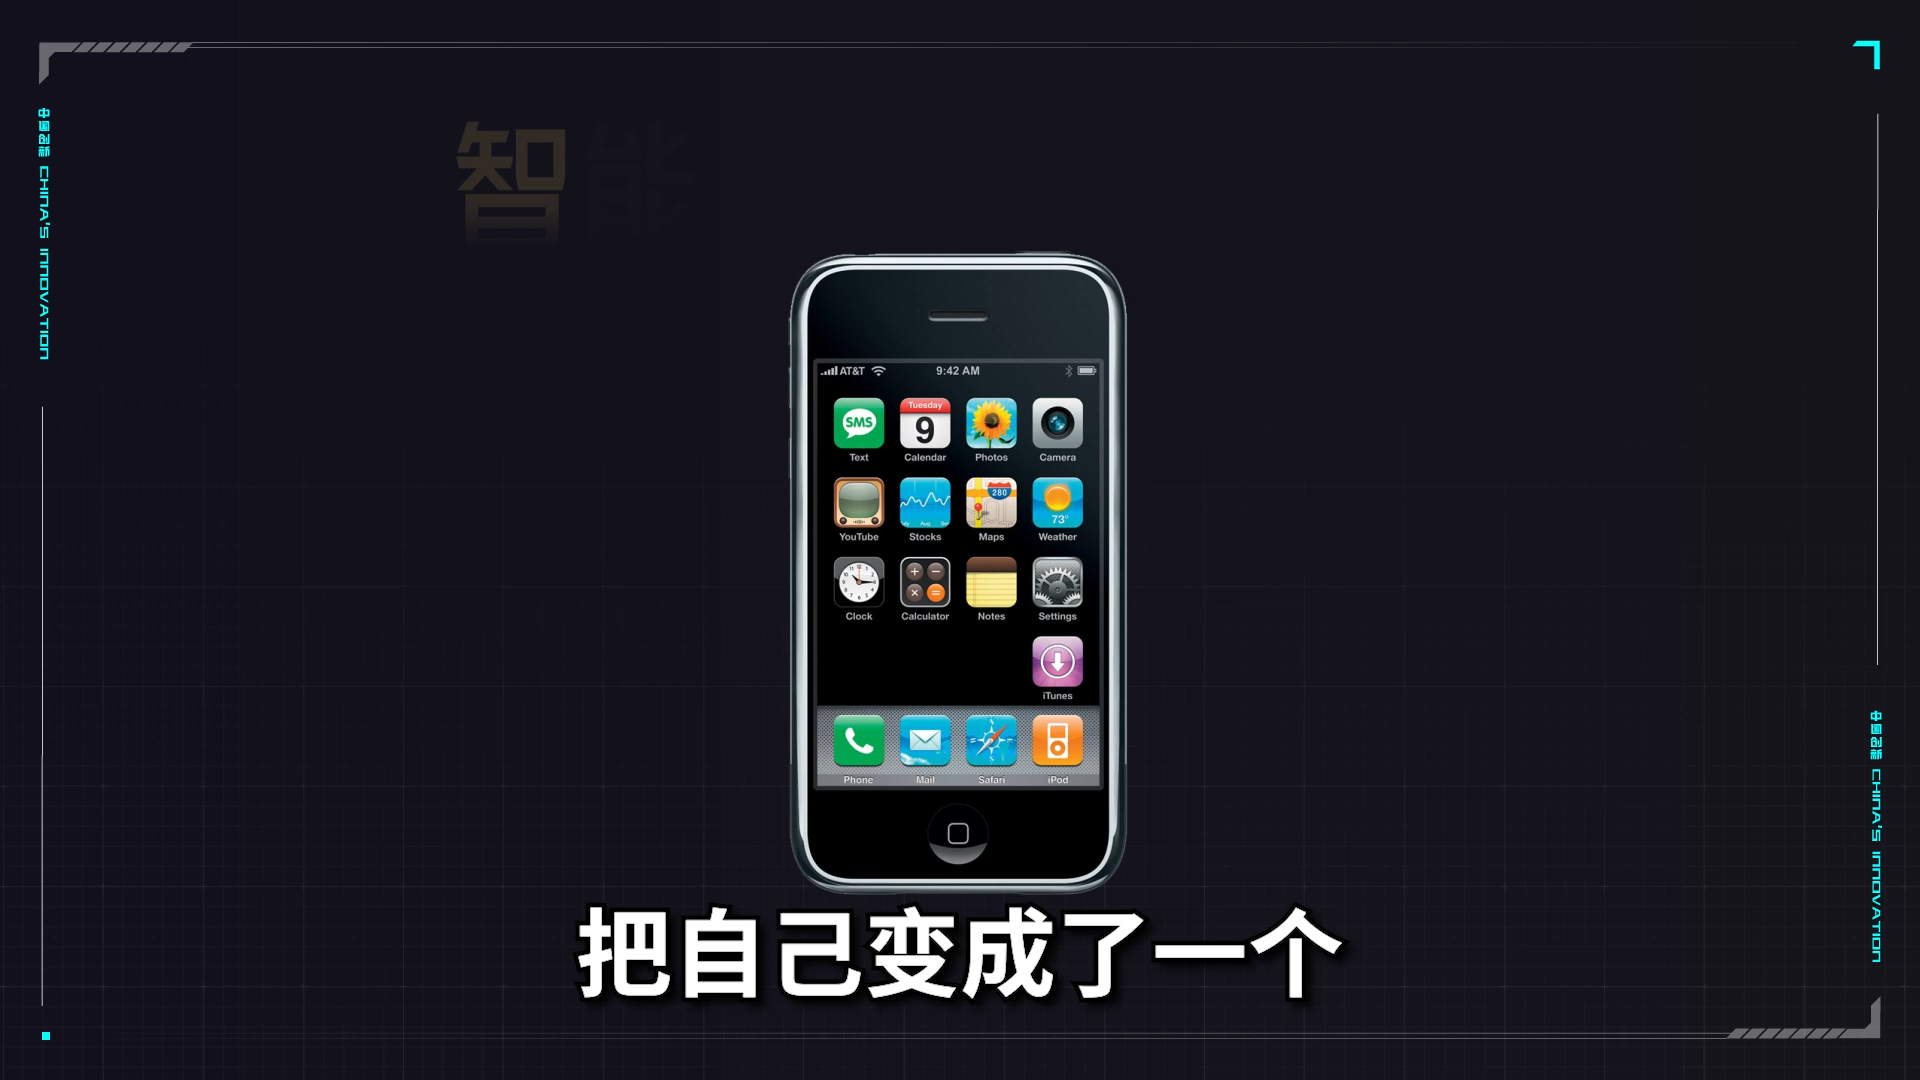 中国创新 CHINA'S INNOVATION
智能
AT&T 9:42 AM
SMS
Tuesday
9
Text Calendar Photos Camera
280
73°
YouTube Stocks Maps Weather
Clock Calculator Notes Settings
iTunes
Phone Mail Safari iPod
中国创新 CHINA'S INNOVATION
把自己变成了一个